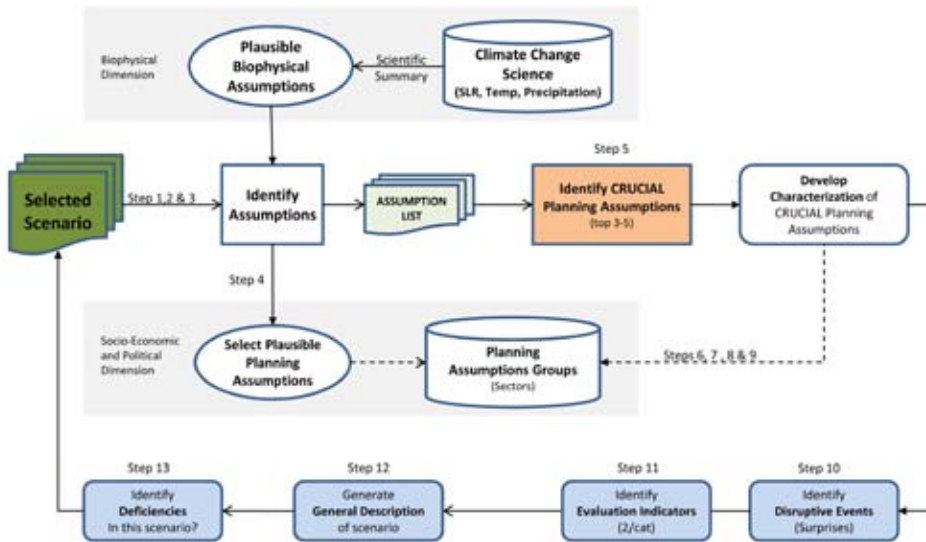 Biophysical
Dimension
Plausible
Biophysical
Assumptions
Scientific
Summary
Climate Change
Science
(SLR, Temp, Precipitation)
Selected
Scenario
Step 1,2 & 3
Identify
Assumptions
ASSUMPTION
LIST
Step 5
Identify CRUCIAL
Planning Assumptions
(top 3-5)
Develop
Characterization of
CRUCIAL Planning
Assumptions
Step 4
Socio-Economic
and Political
Dimension
Select Plausible
Planning
Assumptions
Planning
Assumptions Groups
(Sectors)
Steps 6, 7 , 8 & 9
Step 13
Identify
Deficiencies
In this scenario?
Step 12
Generate
General Description
of scenario
Step 11
Identify
Evaluation Indicators
(2/cat)
Step 10
Identify
Disruptive Events
(Surprises)